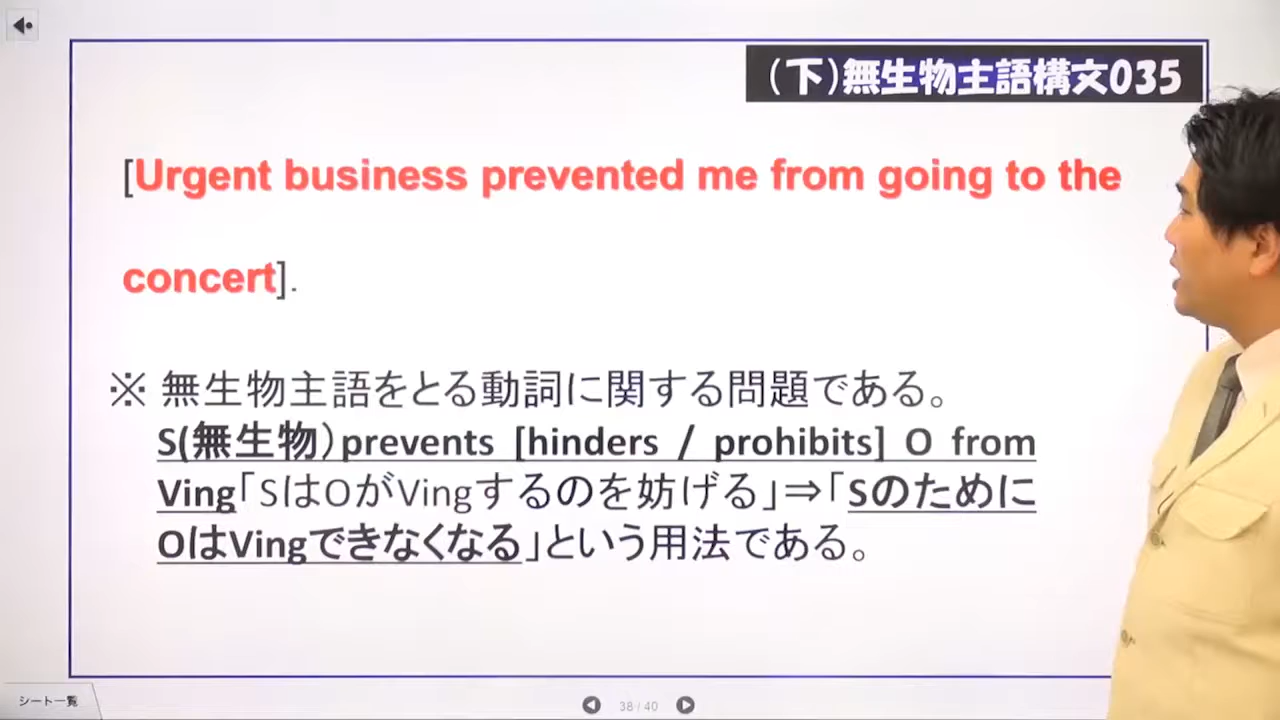 (下)無生物主語構文035
[Urgent business prevented me from going to the
concert].
※ 無生物主語をとる動詞に関する問題である。
S(無生物)prevents [hinders / prohibits] O from
Ving「SはOがVingするのを妨げる」⇒「Sのために
OはVingできなくなる」という用法である。
シート一覧
38 / 40